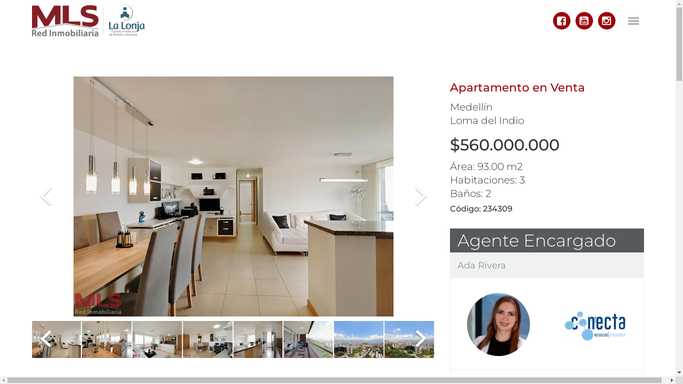 MLS
Red Inmobiliaria
La Lonja
Apartamento en Venta
Medellín
Loma del Indio
$560.000.000
Área: 93.00 m2
Habitaciones: 3
Baños: 2
Código: 234309
Agente Encargado
Ada Rivera
conecta
MLS
Red Inmobiliaria